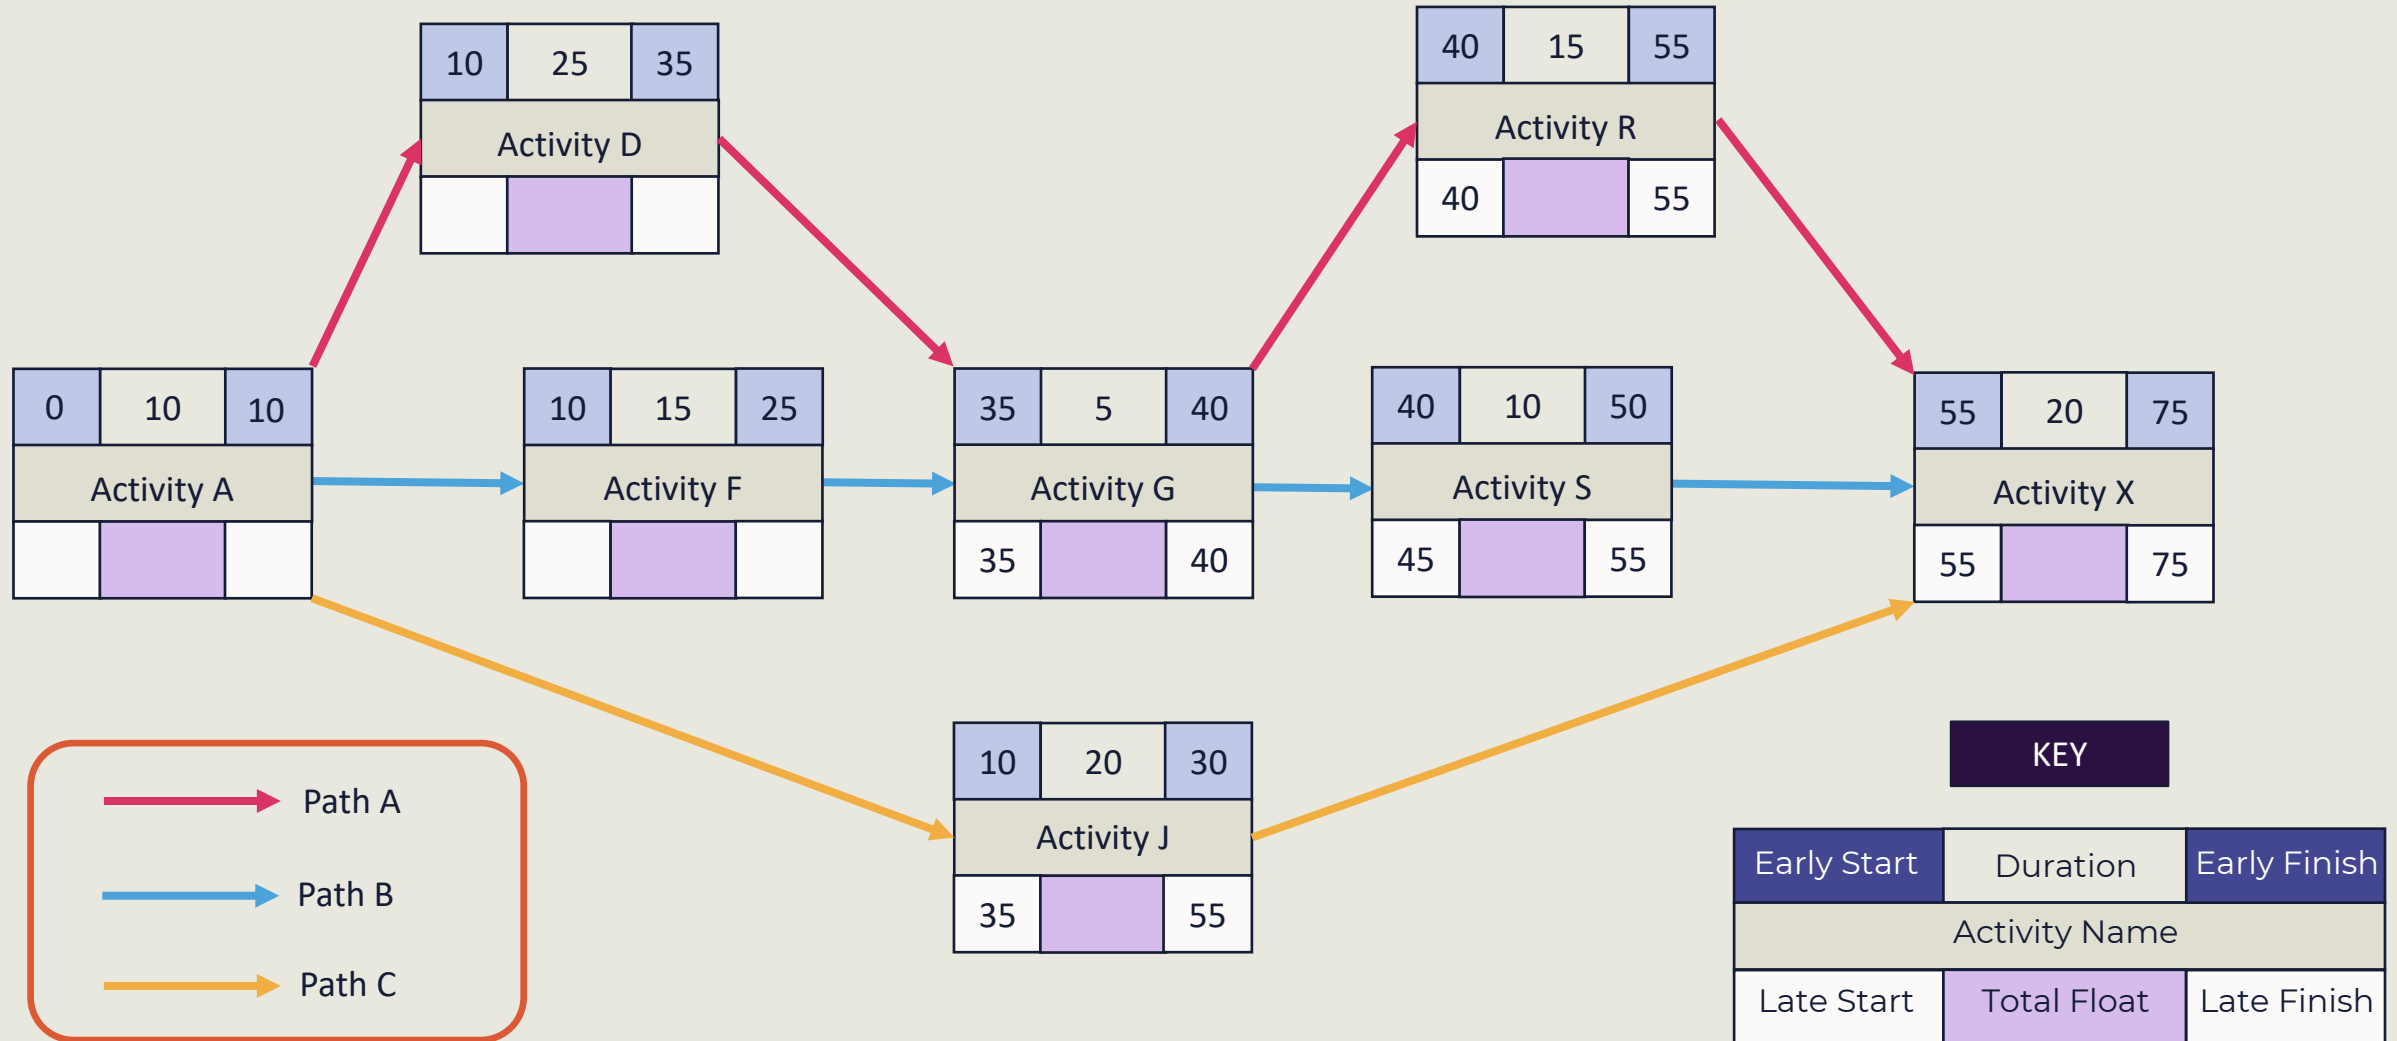 10 25 35
Activity D
40 15 55
Activity R
40 55
0 10 10
Activity A
10 15 25
Activity F
35 5 40
Activity G
35 40
40 10 50
Activity S
45 55
55 20 75
Activity X
55 75
10 20 30
Activity J
35 55
Path A
Path B
Path C
KEY
Early Start Duration Early Finish
Activity Name
Late Start Total Float Late Finish